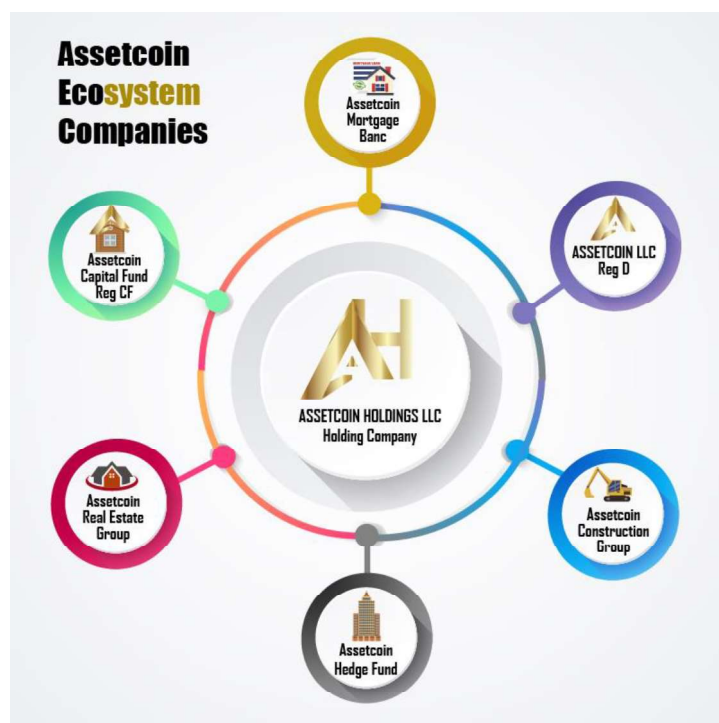 Assetcoin
Ecosystem
Companies
Assetcoin
Mortgage
Banc
ASSETCOIN LLC
Reg D
Assetcoin
Construction
Group
Assetcoin
Hedge Fund
Assetcoin
Real Estate
Group
Assetcoin
Capital Fund
Reg CF
AH
ASSETCOIN HOLDINGS LLC
Holding Company